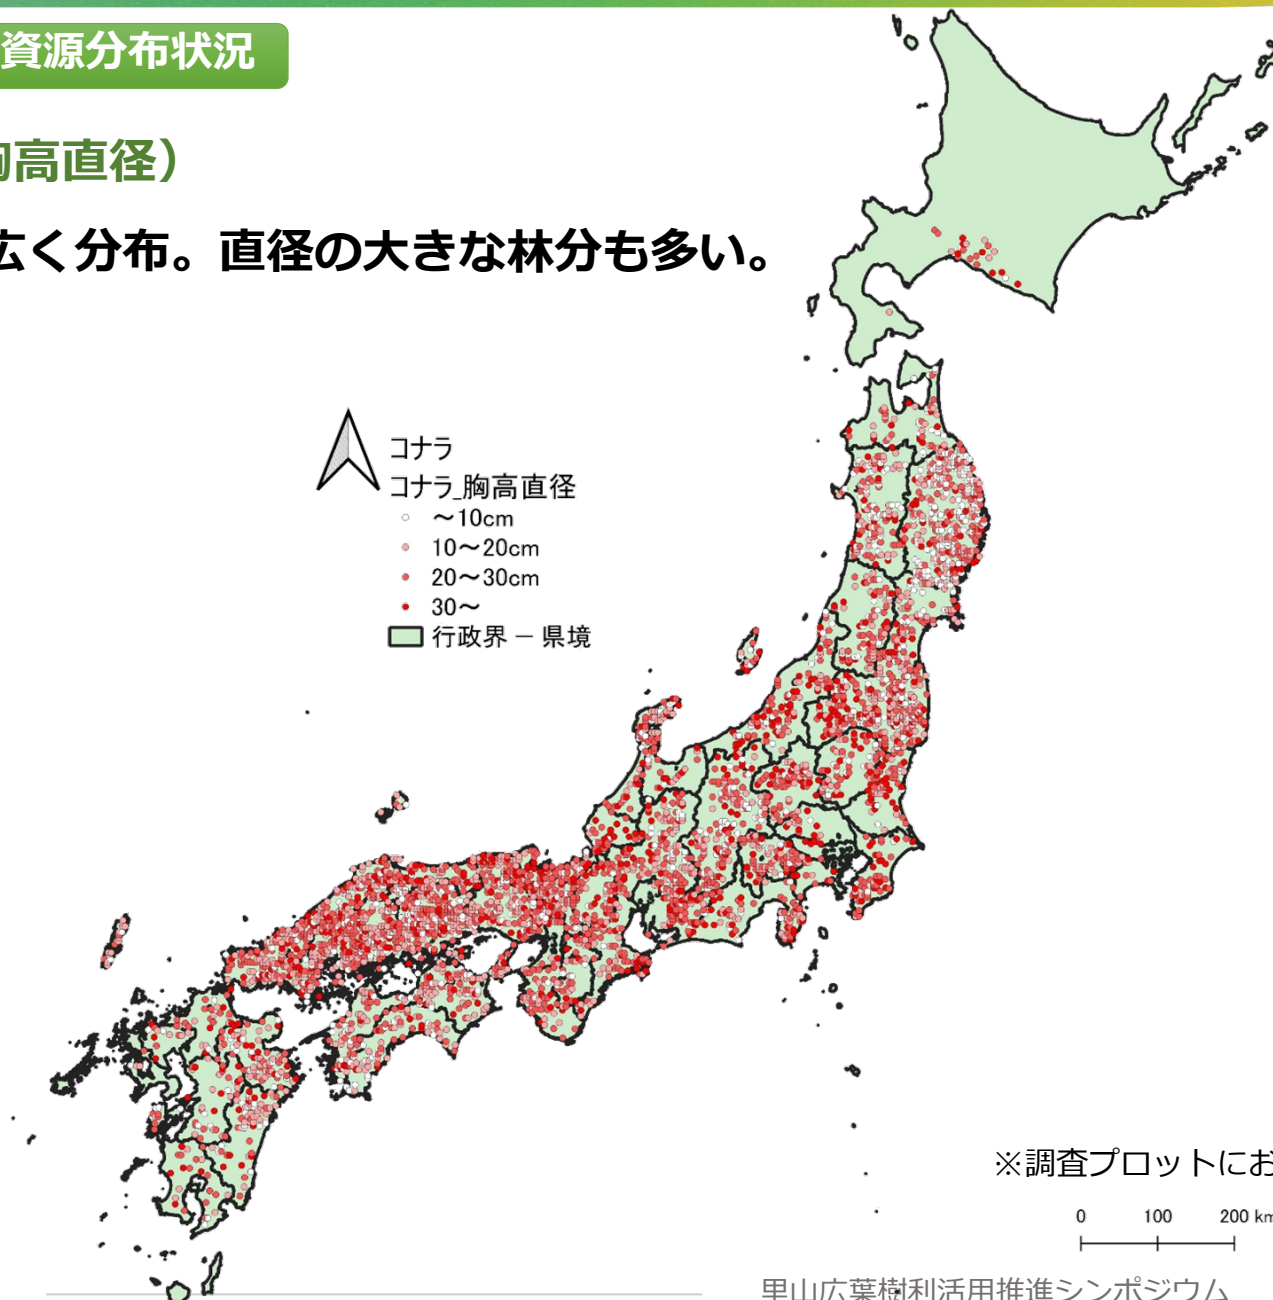 資源分布状況
胸高直径）
広く分布。直径の大きな林分も多い。
コナラ
コナラ_胸高直径
～10cm
10～20cm
20～30cm
30～
行政界 － 県境
※調査プロットにお
0 100 200 km
里山広葉樹利活用推進シンポジウム